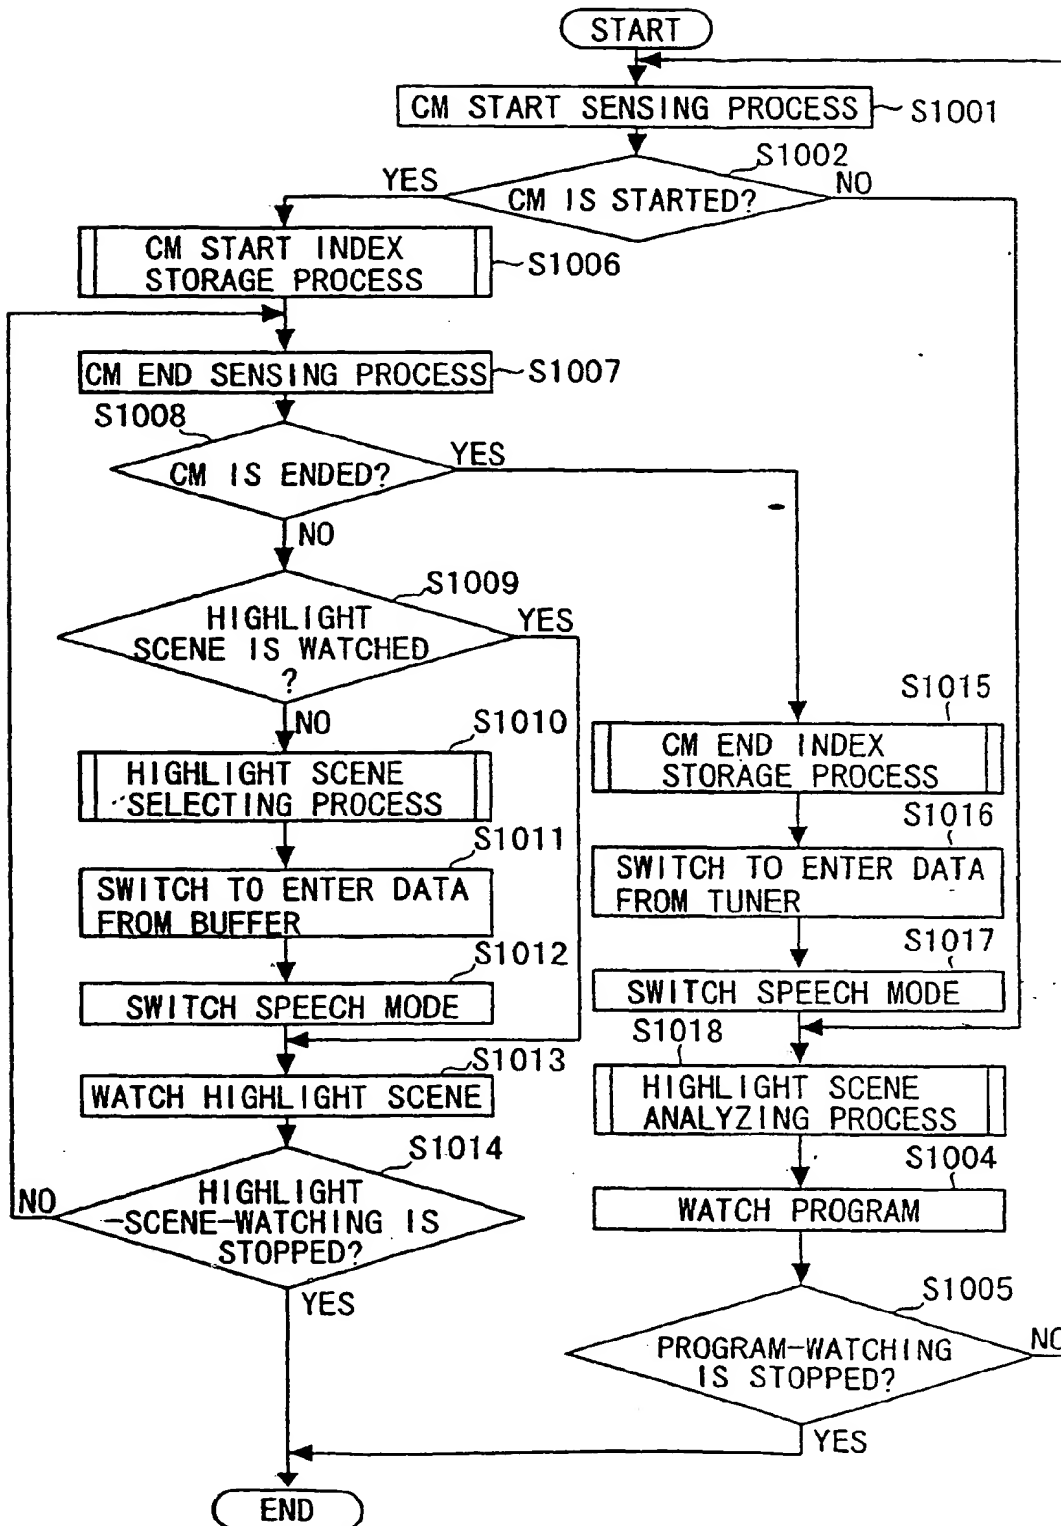 START
CM START SENSING PROCESS
S1001
S1002
YES
CM IS STARTED?
NO
CM START INDEX
STORAGE PROCESS
S1006
CM END SENSING PROCESS
S1007
S1008
CM IS ENDED?
YES
NO
S1009
HIGHLIGHT
SCENE IS WATCHED
?
YES
NO
S1010
HIGHLIGHT SCENE
SELECTING PROCESS
S1011
SWITCH TO ENTER DATA
FROM BUFFER
S1012
SWITCH SPEECH MODE
S1013
WATCH HIGHLIGHT SCENE
S1014
HIGHLIGHT
-SCENE-WATCHING IS
STOPPED?
NO
YES
S1015
CM END INDEX
STORAGE PROCESS
S1016
SWITCH TO ENTER DATA
FROM TUNER
S1017
SWITCH SPEECH MODE
S1018
HIGHLIGHT SCENE
ANALYZING PROCESS
S1004
WATCH PROGRAM
S1005
PROGRAM-WATCHING
IS STOPPED?
NO
YES
END